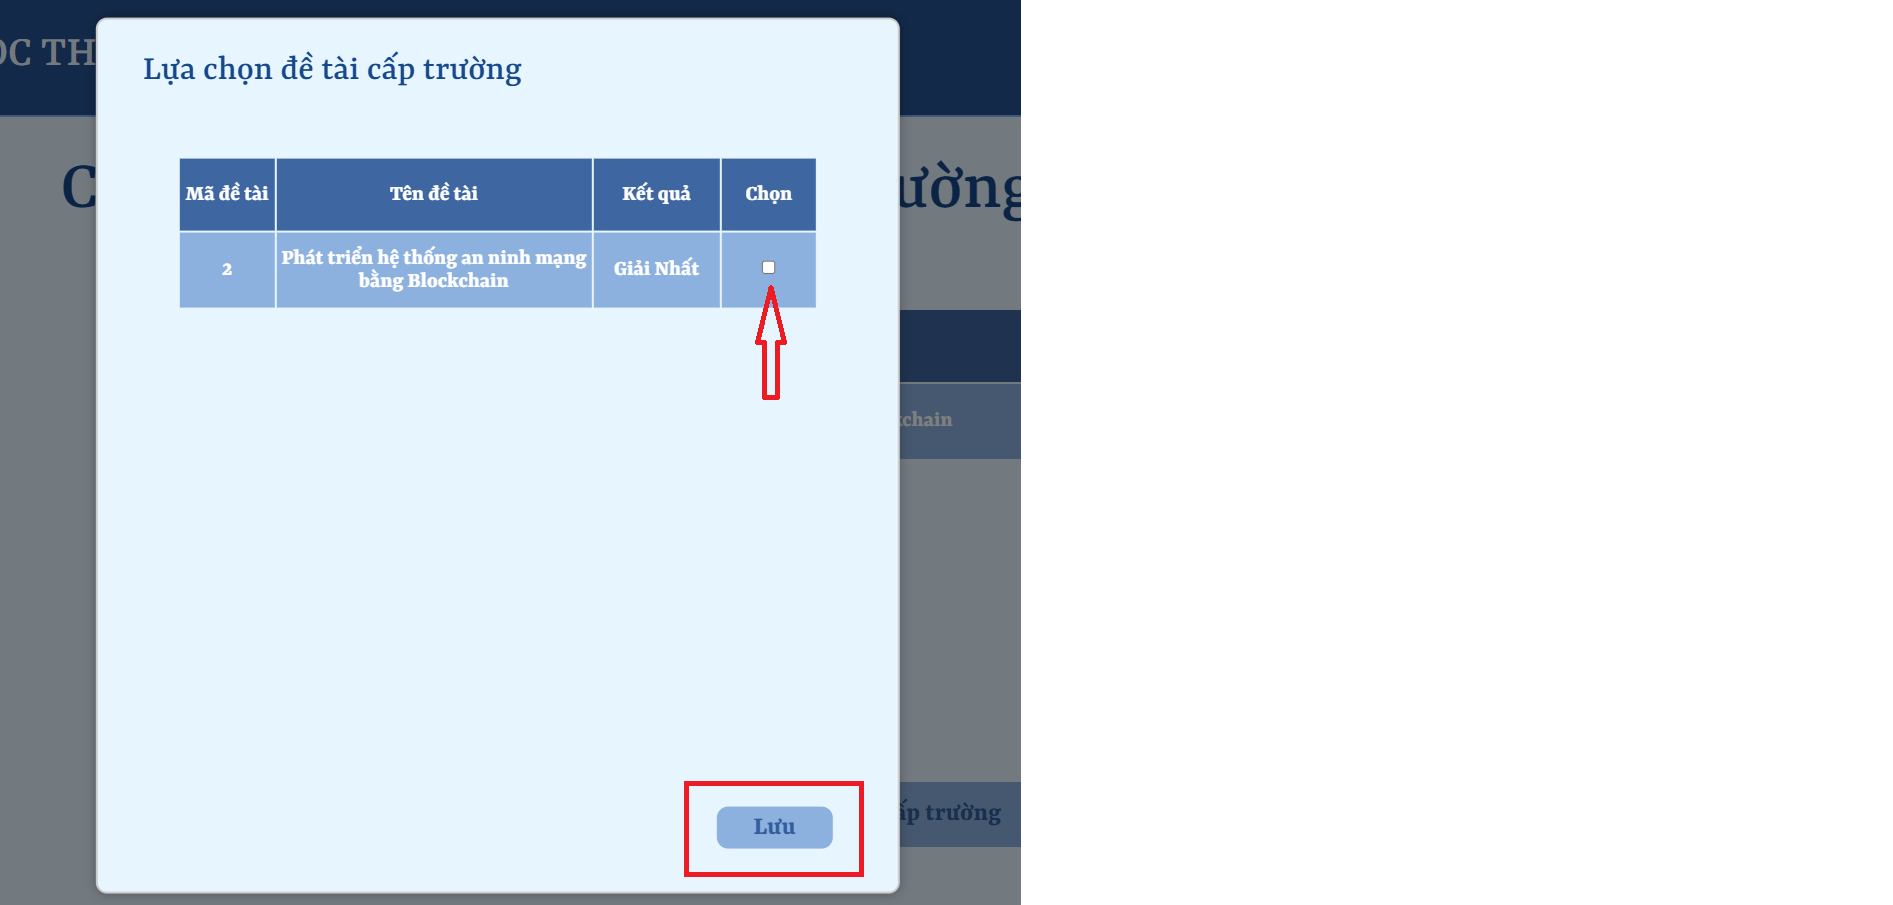 Lựa chọn đề tài cấp trường
Mã đề tài
Tên đề tài
Kết quả
Chọn
2
Phát triển hệ thống an ninh mạng
bằng Blockchain
Giải Nhất
Lưu